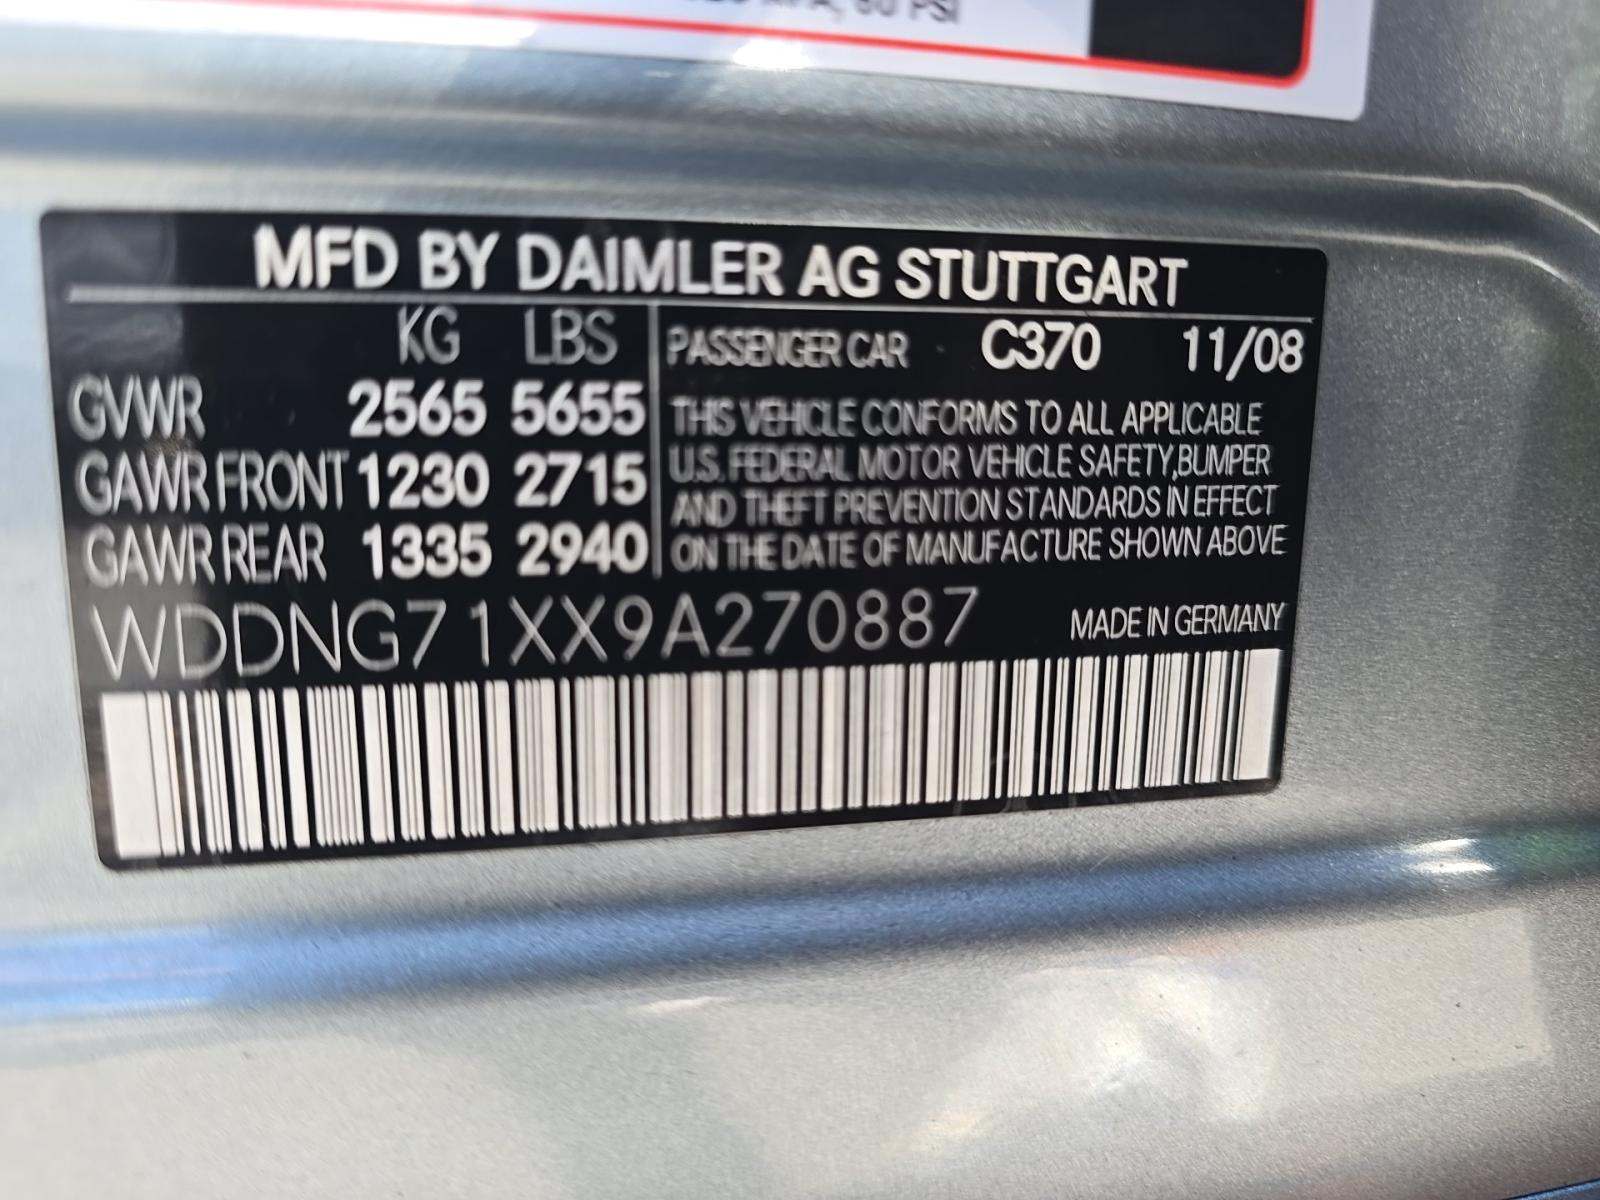 60 PSI
MFD BY DAIMLER AG STUTTGART
KG LBS
GVWR 2565 5655
GAWR FRONT 1230 2715
GAWR REAR 1335 2940
PASSENGER CAR C370 11/08
THIS VEHICLE CONFORMS TO ALL APPLICABLE
U.S. FEDERAL MOTOR VEHICLE SAFETY,BUMPER
AND THEFT PREVENTION STANDARDS IN EFFECT
ON THE DATE OF MANUFACTURE SHOWN ABOVE
WDDNG71XX9A270887
MADE IN GERMANY